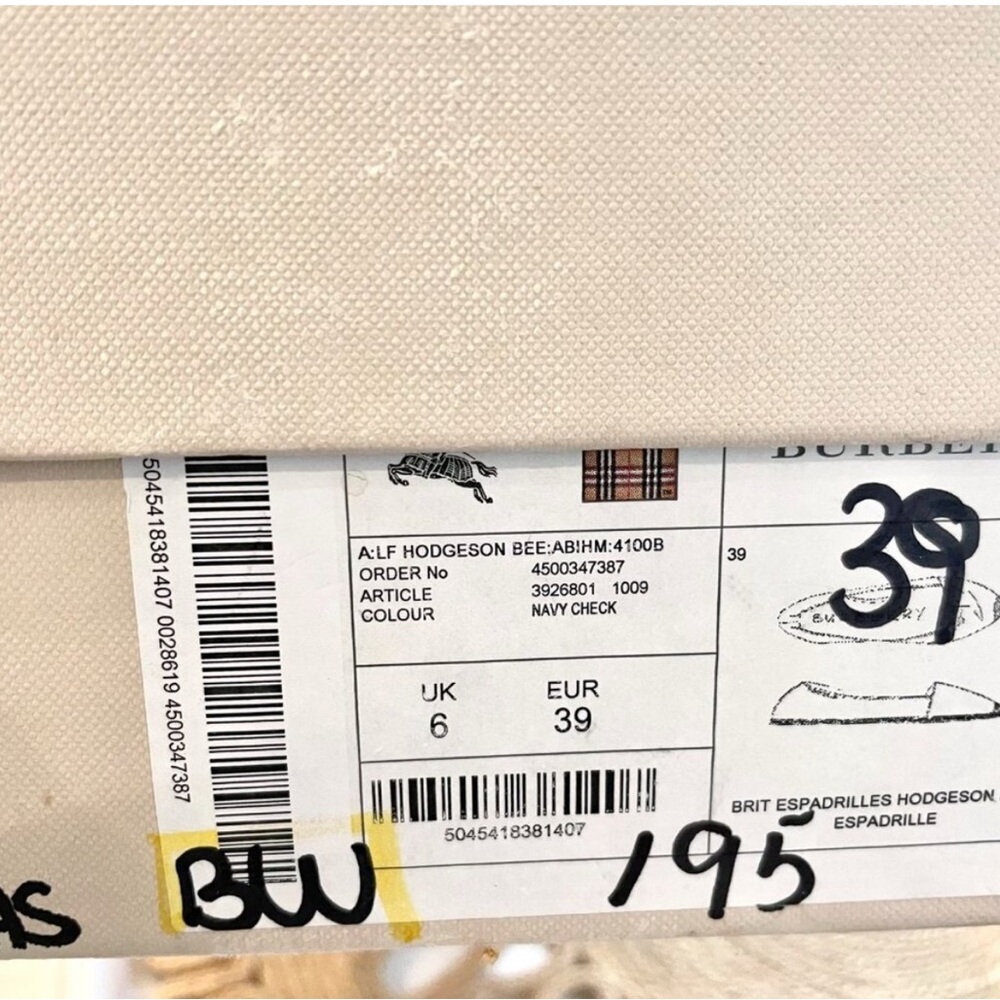 5045418381407 0028619 4500347387
A:LF HODGESON BEE:ABIHM:4100B
ORDER No 4500347387
ARTICLE 3926801 1009
COLOUR NAVY CHECK
UK EUR
6 39
5045418381407
39
39
BRIT ESPADRILLES HODGESON
ESPADRILLE
AS BW 195